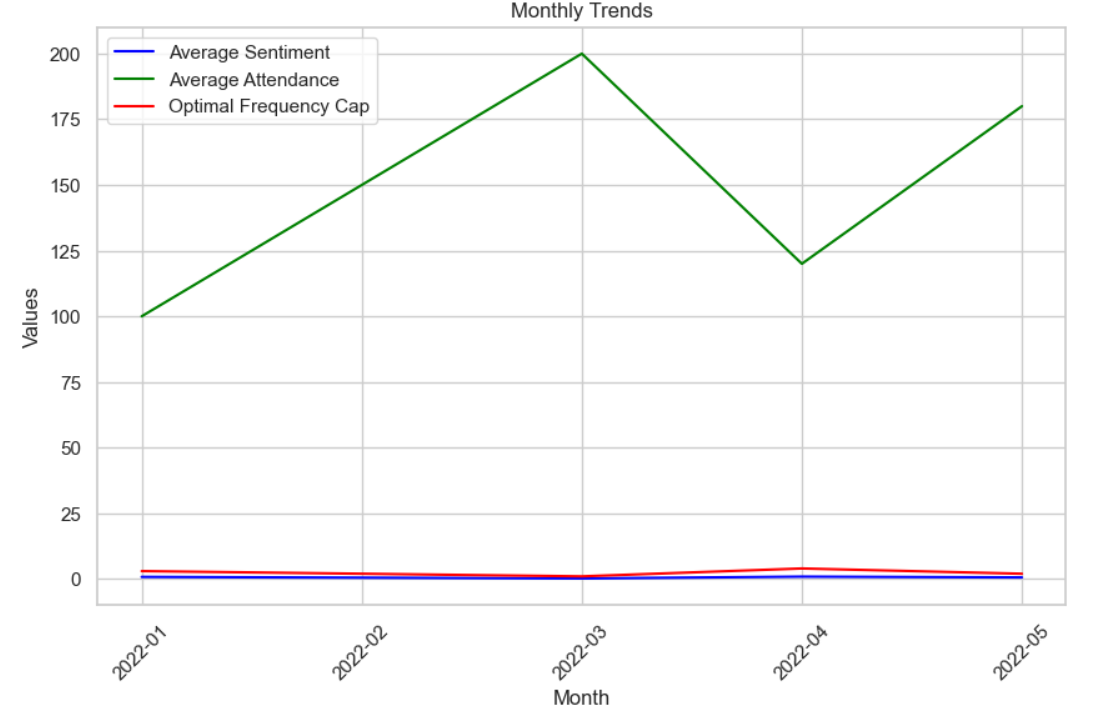 Monthly Trends
Average Sentiment
Average Attendance
Optimal Frequency Cap
200
175
150
125
100
75
50
25
0
Values
2022-01
2022-02
2022-03
2022-04
2022-05
Month